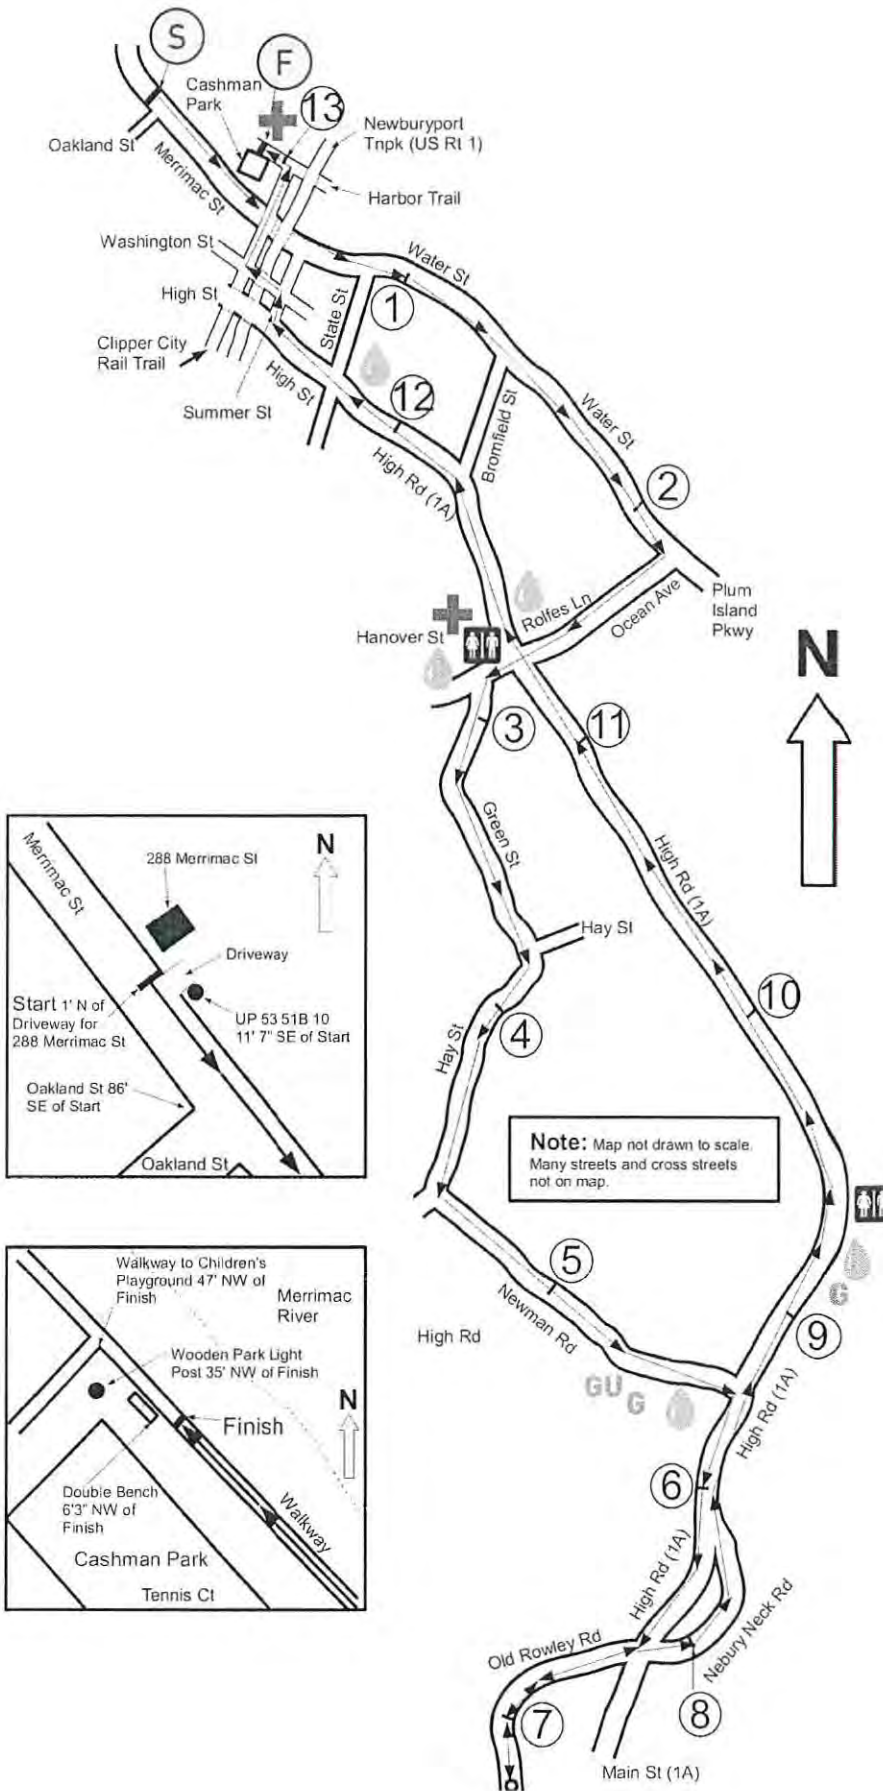 S
F
Cashman
Park
13
Newburyport
Tnpk (US Rt 1)
Oakland St
Merrimac St
Harbor Trail
Washington St
Water St
High St
1
State St
Clipper City
Rail Trail
High St
12
Summer St
Bromfield St
Water St
High Rd (1A)
2
Rolfes Ln
Ocean Ave
Plum
Island
Pkwy
Hanover St
N
3
11
Green St
High Rd (1A)
Hay St
10
4
Hay St
Note: Map not drawn to scale.
Many streets and cross streets
not on map.
5
Newman Rd
High Rd
G
9
GU
G
High Rd (1A)
6
High Rd (1A)
Nebury Neck Rd
Old Rowley Rd
7
8
Main St (1A)
Merrimac St
288 Merrimac St
N
Driveway
Start 1' N of
Driveway for
288 Merrimac St
UP 53 51B 10
11' 7" SE of Start
Oakland St 86'
SE of Start
Oakland St
Walkway to Children's
Playground 47' NW of
Finish
Merrimac
River
Wooden Park Light
Post 35' NW of Finish
N
Finish
Double Bench
6'3" NW of
Finish
Walkway
Cashman Park
Tennis Ct